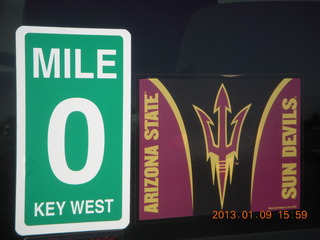 MILE
0
KEY WEST
ARIZONA STATE
SUN DEVILS
2013.01.09 15:59